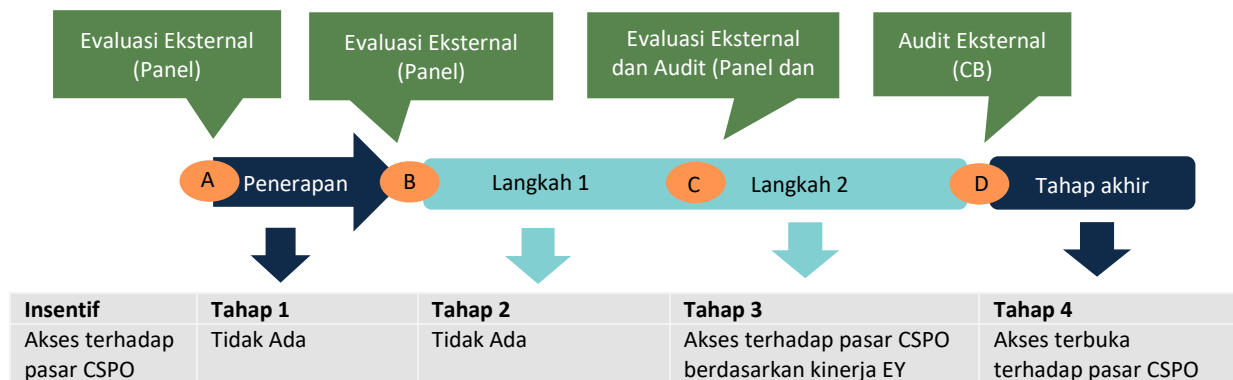 Evaluasi Eksternal
(Panel)
Evaluasi Eksternal
(Panel)
Evaluasi Eksternal
dan Audit (Panel dan
Audit Eksternal
(CB)
A
Penerapan
B
Langkah 1
C
Langkah 2
D
Tahap akhir
Insentif
Tahap 1
Tahap 2
Tahap 3
Tahap 4
Akses terhadap
pasar CSPO
Tidak Ada
Tidak Ada
Akses terhadap pasar CSPO
berdasarkan kinerja EY
Akses terbuka
terhadap pasar CSPO